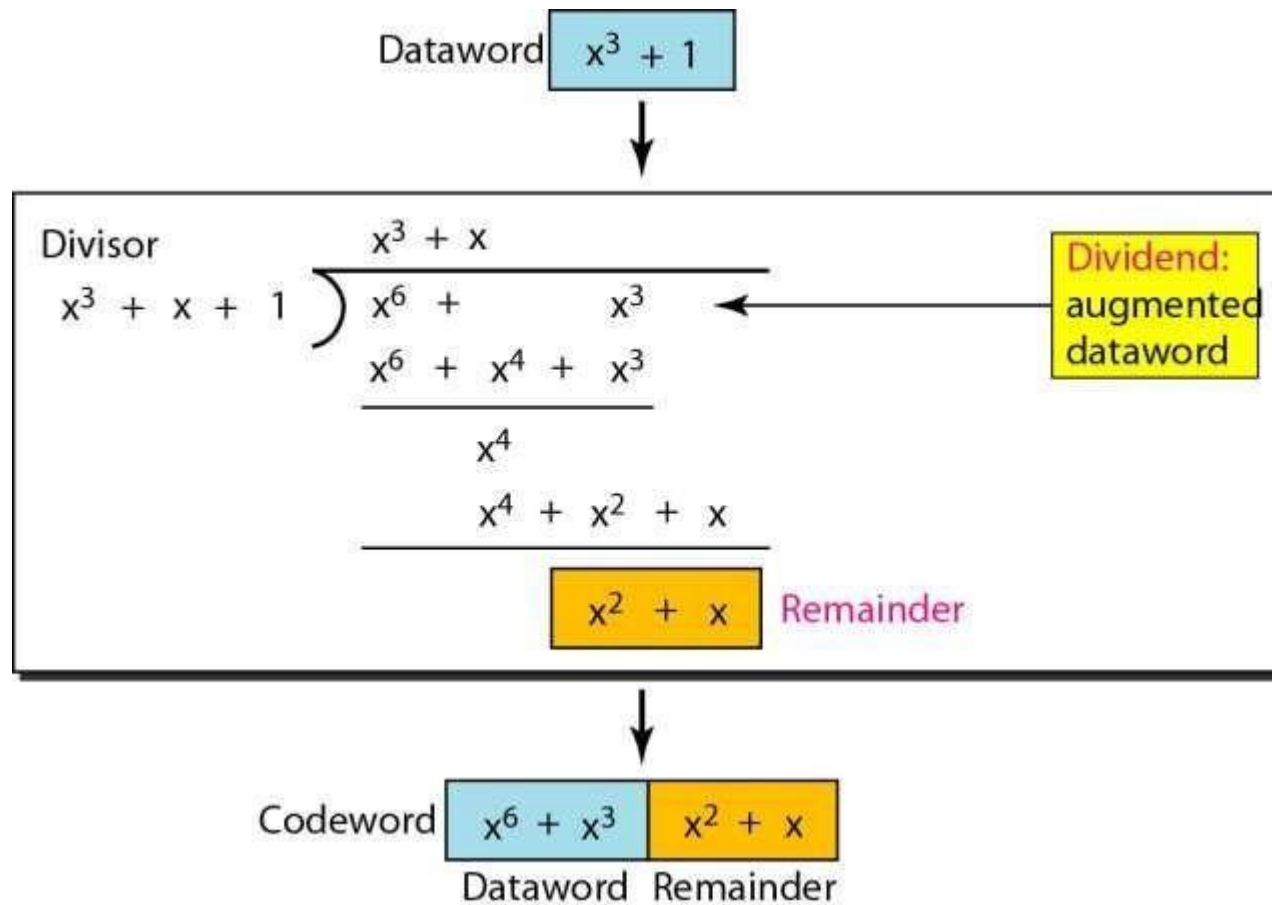 Dataword x³ + 1
Divisor
x³ + x
x³ + x + 1
x⁶ + x³
Dividend:
augmented
dataword
x⁶ + x⁴ + x³
x⁴
x⁴ + x² + x
x² + x Remainder
Codeword x⁶ + x³ x² + x
Dataword Remainder